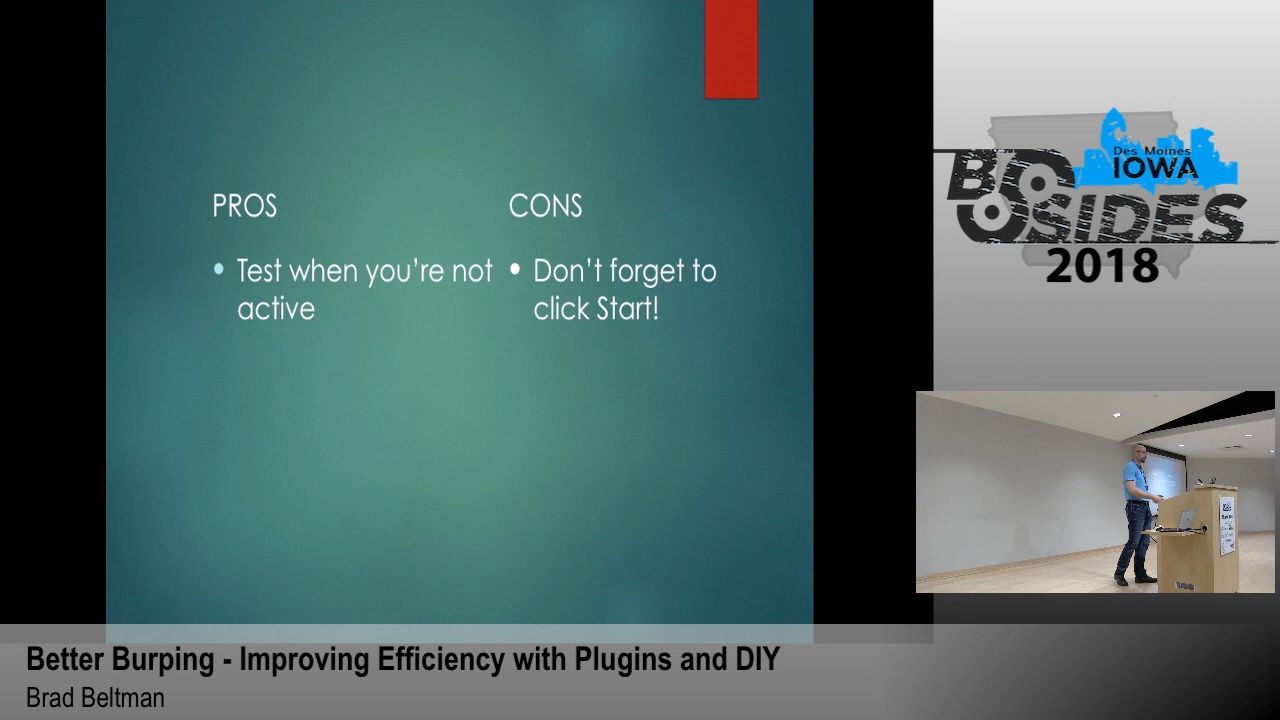 PROS
CONS
• Test when you’re not
active
• Don’t forget to
click Start!
Des Moines
IOWA
BSIDES
2018
Better Burping - Improving Efficiency with Plugins and DIY
Brad Beltman